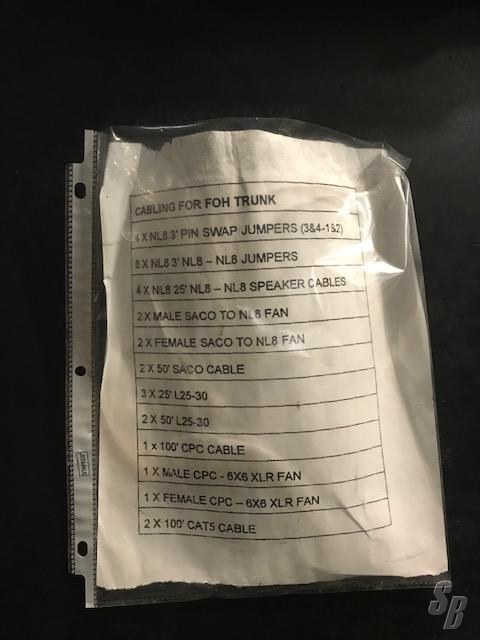 CABLING FOR FOH TRUNK
4 X NL8 3' PIN SWAP JUMPERS (3&4-1&2)
8 X NL8 3' NL8 – NL8 JUMPERS
4X NL8 25' NL8 – NL8 SPEAKER CABLES
2 X MALE SACO TO NL8 FAN
2 X FEMALE SACO TO NL8 FAN
2 X 50' SACO CABLE
3 X 25' L25-30
2 X 50' L25-30
1 x 100' CPC CABLE
1 X MALE CPC - 6X6 XLR FAN
1 X FEMALE CPC – 6X6 XLR FAN
2 X 100' CAT5 CABLE
SB